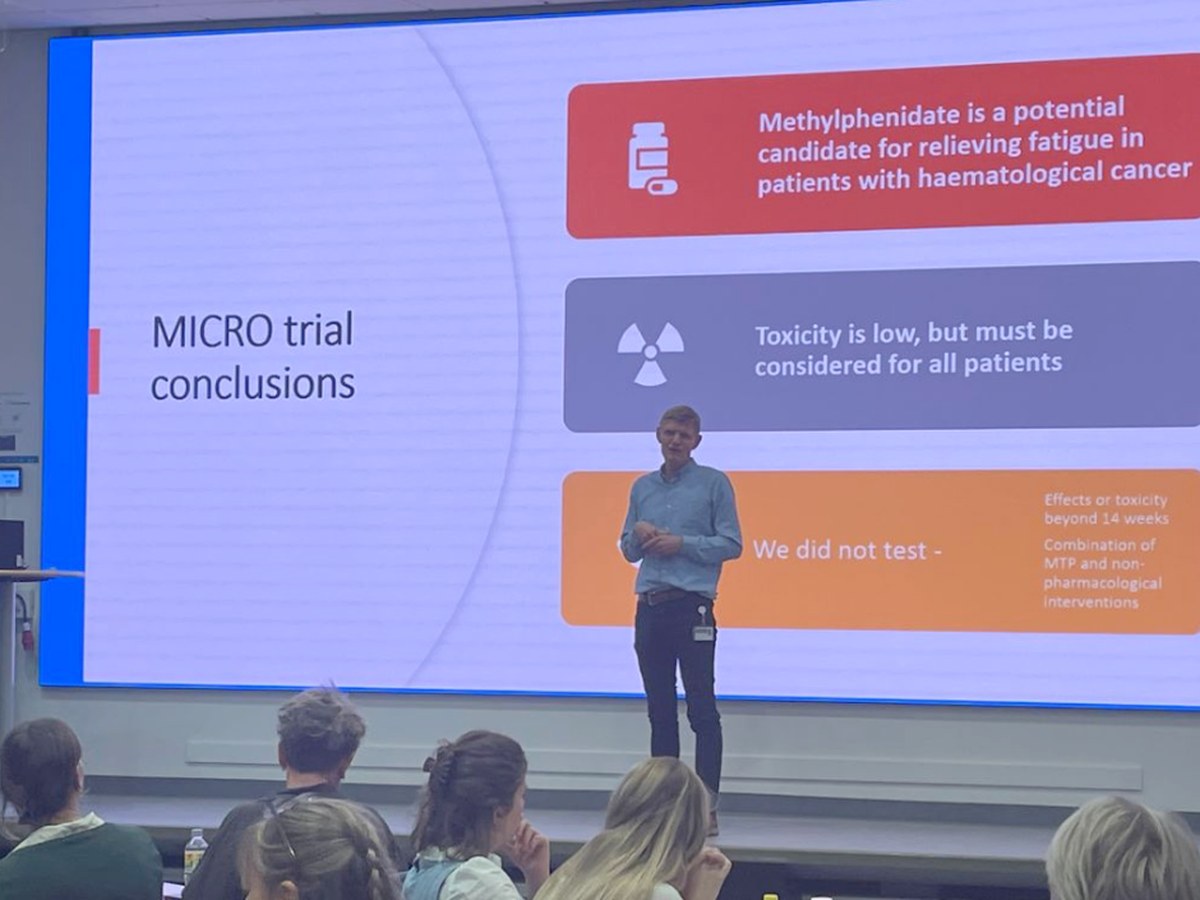 MICRO trial
conclusions
Methylphenidate is a potential
candidate for relieving fatigue in
patients with haematological cancer
Toxicity is low, but must be
considered for all patients
We did not test -
Effects or toxicity
beyond 14 weeks
Combination of
MTP and non-
pharmacological
interventions